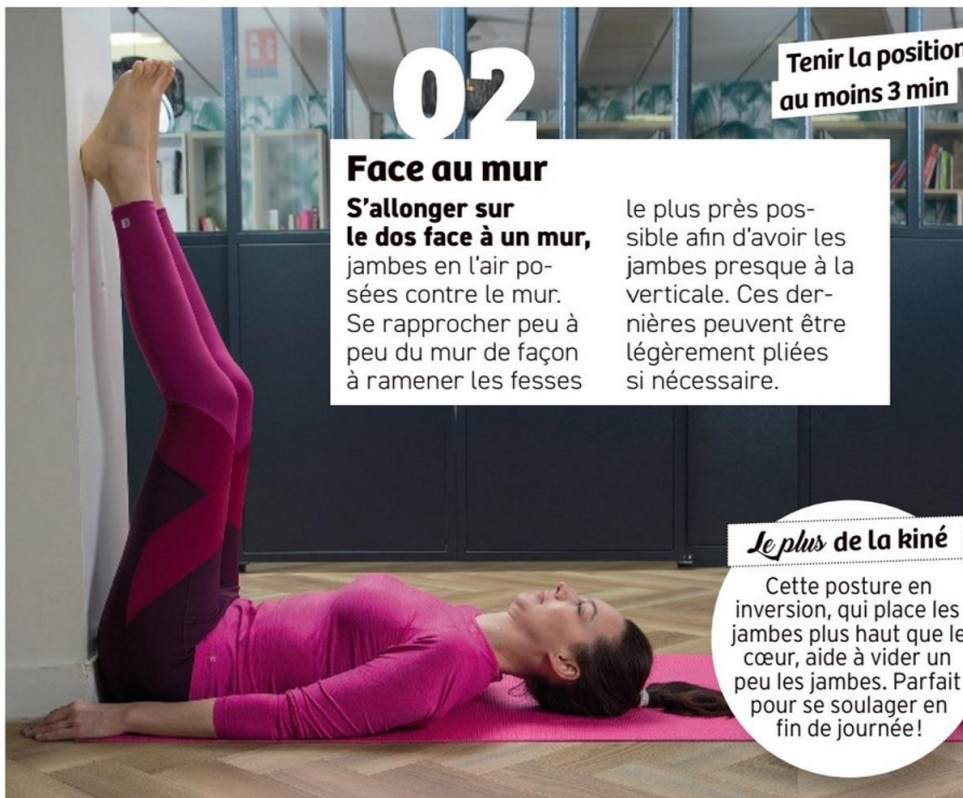 02
Tenir la position
au moins 3 min
Face au mur
S'allonger sur
le dos face à un mur,
jambes en l'air po-
sées contre le mur.
Se rapprocher peu à
peu du mur de façon
à ramener les fesses
le plus près pos-
sible afin d'avoir les
jambes presque à la
verticale. Ces der-
nières peuvent être
légèrement pliées
si nécessaire.
Le plus de la kiné
Cette posture en
inversion, qui place les
jambes plus haut que le
cœur, aide à vider un
peu les jambes. Parfait
pour se soulager en
fin de journée!